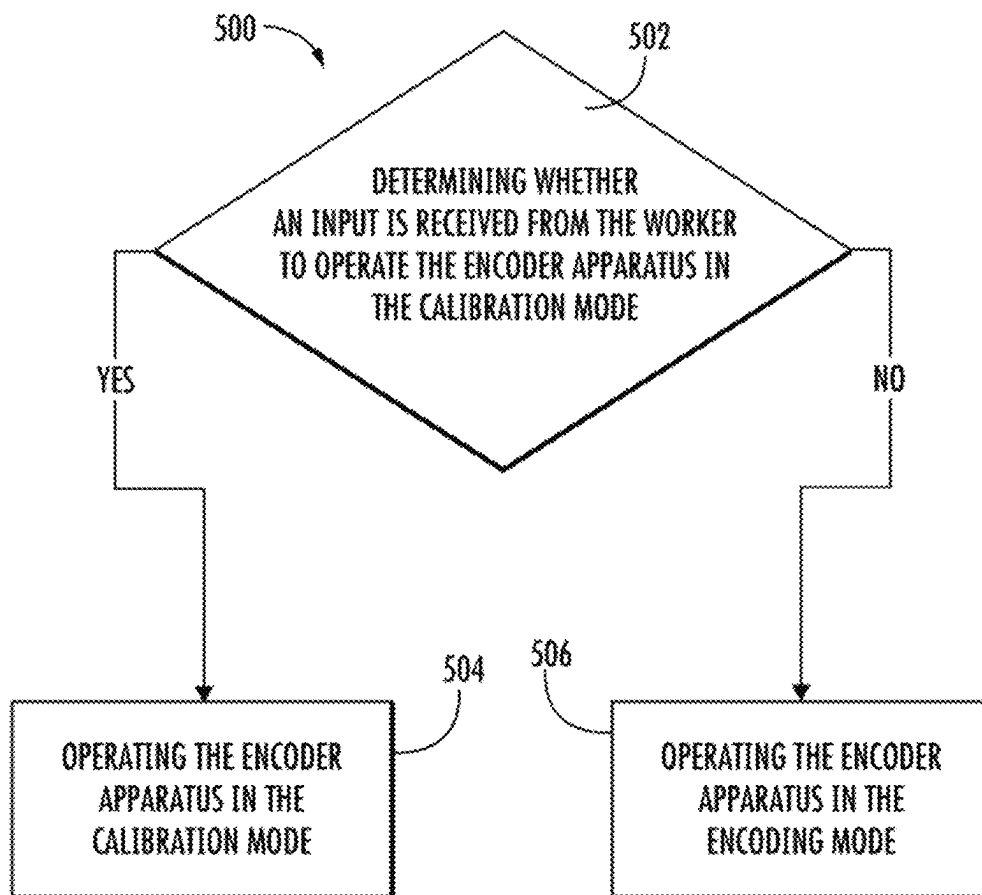 500
502
DETERMINING WHETHER
AN INPUT IS RECEIVED FROM THE WORKER
TO OPERATE THE ENCODER APPARATUS IN
THE CALIBRATION MODE
YES
NO
504
506
OPERATING THE ENCODER
APPARATUS IN THE
CALIBRATION MODE
OPERATING THE ENCODER
APPARATUS IN THE
ENCODING MODE